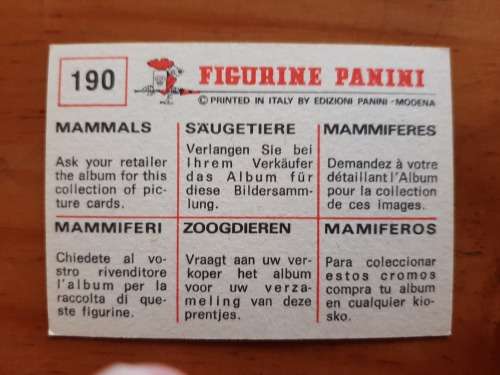 190
FIGURINE PANINI
© PRINTED IN ITALY BY EDIZIONI PANINI - MODENA
MAMMALS
Ask your retailer
the album for this
collection of pic-
ture cards.
SÄUGETIERE
Verlangen Sie bei
Ihrem Verkäufer
das Album für
diese Bildersamm-
lung.
MAMMIFERES
Demandez à votre
détaillant l'Album
pour la collection
de ces images.
MAMMIFERI
Chiedete al vo-
stro rivenditore
l'album per la
raccolta di que-
ste figurine.
ZOOGDIEREN
Vraagt aan uw ver-
koper het album
voor uw verza-
meling van deze
prentjes.
MAMIFEROS
Para coleccionar
estos cromos
compra tu album
en cualquier kio-
sko.